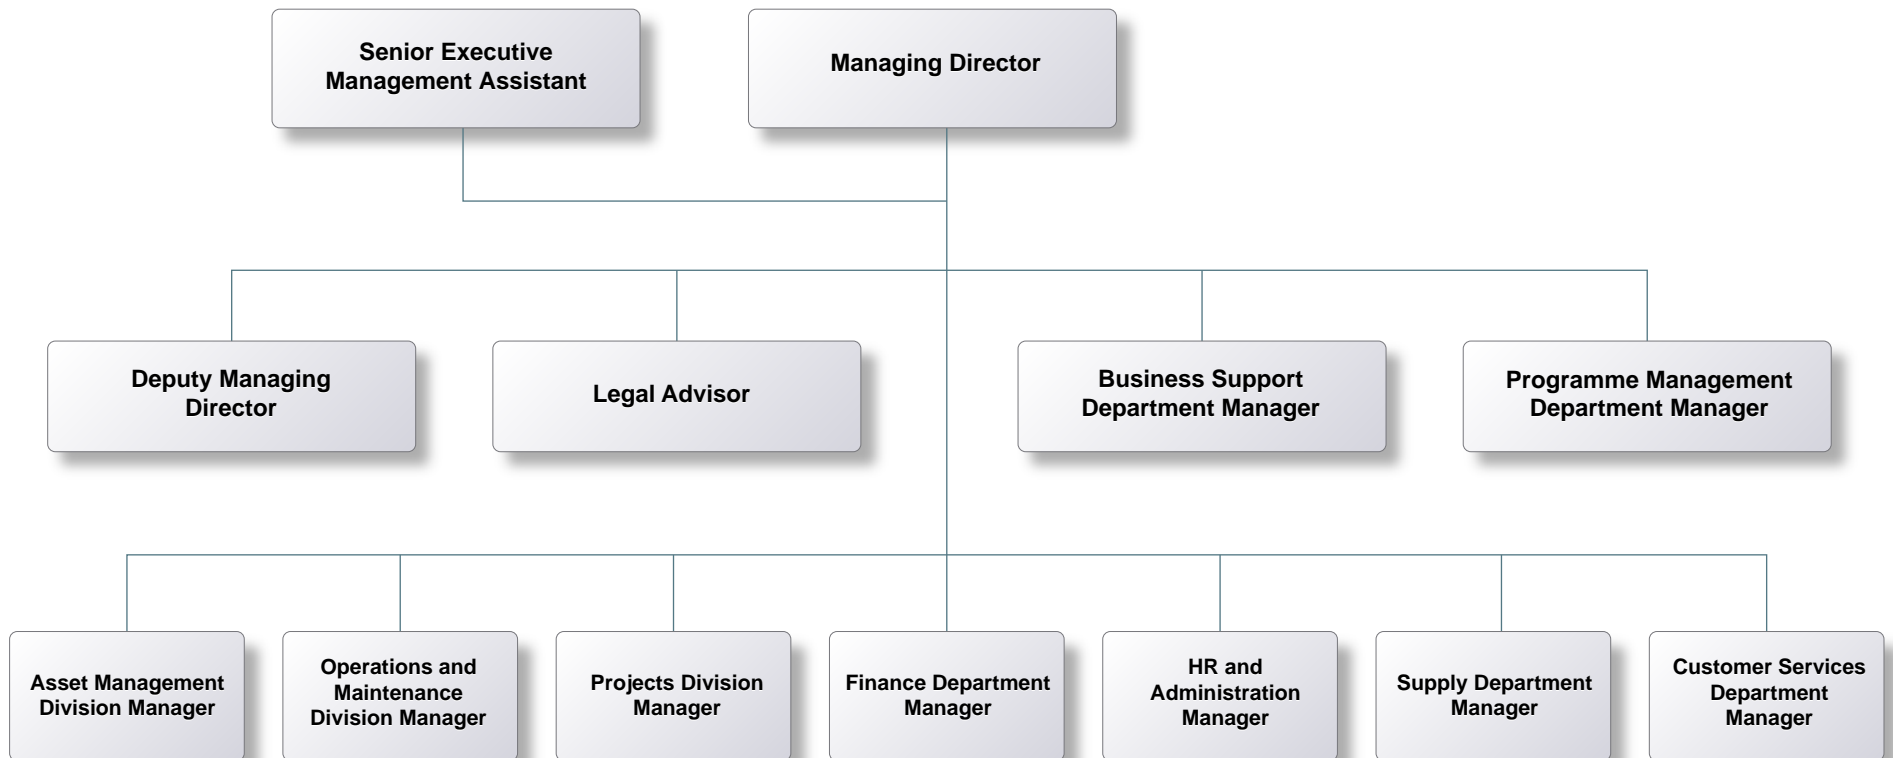 Senior Executive
Management Assistant
Managing Director
Deputy Managing
Director
Legal Advisor
Business Support
Department Manager
Programme Management
Department Manager
Asset Management
Division Manager
Operations and
Maintenance
Division Manager
Projects Division
Manager
Finance Department
Manager
HR and
Administration
Manager
Supply Department
Manager
Customer Services
Department
Manager